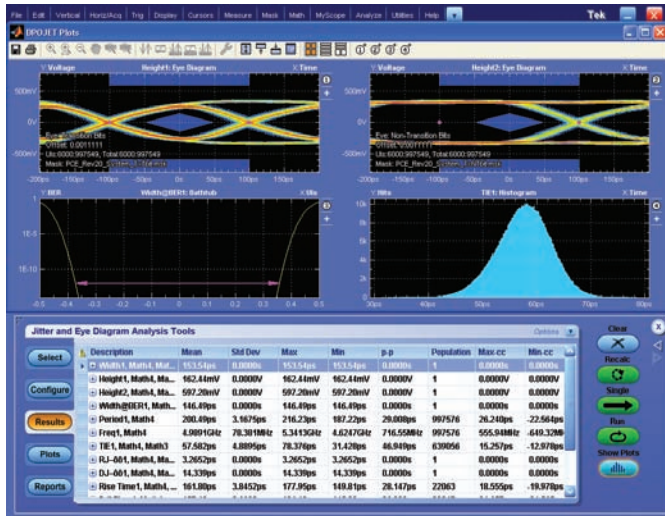 File Edit Vertical Horiz/Acq Trig Display Cursors Measure Mask Math MyScope Analyze Utilities Help Tek
DPOJET Plots
Y: Voltage Height1: Eye Diagram X: Time
500mV
0V
-500mV
Eye: Transition Bits
Offset: 0.0011111
UIs:6000:997549, Total:6000:997549
-200ps -150ps -100ps -50ps 0s 50ps 100ps 150ps
1
Y: Voltage Height2: Eye Diagram X: Time
500mV
0V
-500mV
Eye: Non-Transition Bits
UIs:6000:997549, Total:6000:997549
-200ps -150ps -100ps -50ps 0s 50ps 100ps 150ps
2
Y: BER Width@BER1: Bathtub X: UIs
1
1E-5
1E-10
-0.5 -0.4 -0.3 -0.2 -0.1 0.0 0.1 0.2 0.3 0.4 0.5
3
Y: Hits TIE1: Histogram X: Time
10k
8k
6k
4k
2k
0
30ps 40ps 50ps 60ps 70ps 80ps
4
Jitter and Eye Diagram Analysis Tools
Options
Select
Configure
Results
Plots
Reports
Description Mean Std Dev Max Min p-p Population Max-cc Min-cc
Width1, Math4, Mat... 153.54ps 0.0000s 153.54ps 153.54ps 0.0000s 1 0.0000s 0.0000s
Height1, Math4, Ma... 162.44mV 0.0000V 162.44mV 162.44mV 0.0000V 1 0.0000V 0.0000V
Height2, Math4, Ma... 597.20mV 0.0000V 597.20mV 597.20mV 0.0000V 1 0.0000V 0.0000V
Width@BER1, Math... 146.49ps 0.0000s 146.49ps 146.49ps 0.0000s 1 0.0000s 0.0000s
Period1, Math4 200.49ps 3.1675ps 216.23ps 187.22ps 29.008ps 997576 26.240ps -22.564ps
Freq1, Math4 4.9891GHz 78.381MHz 5.3413GHz 4.6247GHz 716.55MHz 997576 555.94MHz -649.32MH
TIE1, Math4, Math3 57.582ps 4.8895ps 78.376ps 31.428ps 46.949ps 639056 15.257ps -12.978ps
RJ-δδ1, Math4, Ma... 3.2652ps 0.0000s 3.2652ps 3.2652ps 0.0000s 1 0.0000s 0.0000s
DJ-δδ1, Math4, Ma... 14.339ps 0.0000s 14.339ps 14.339ps 0.0000s 1 0.0000s 0.0000s
Rise Time1, Math4, ... 161.80ps 3.8452ps 177.95ps 149.81ps 28.147ps 22063 18.555ps -19.978ps
Clear
Recalc
Single
Run
Show Plots